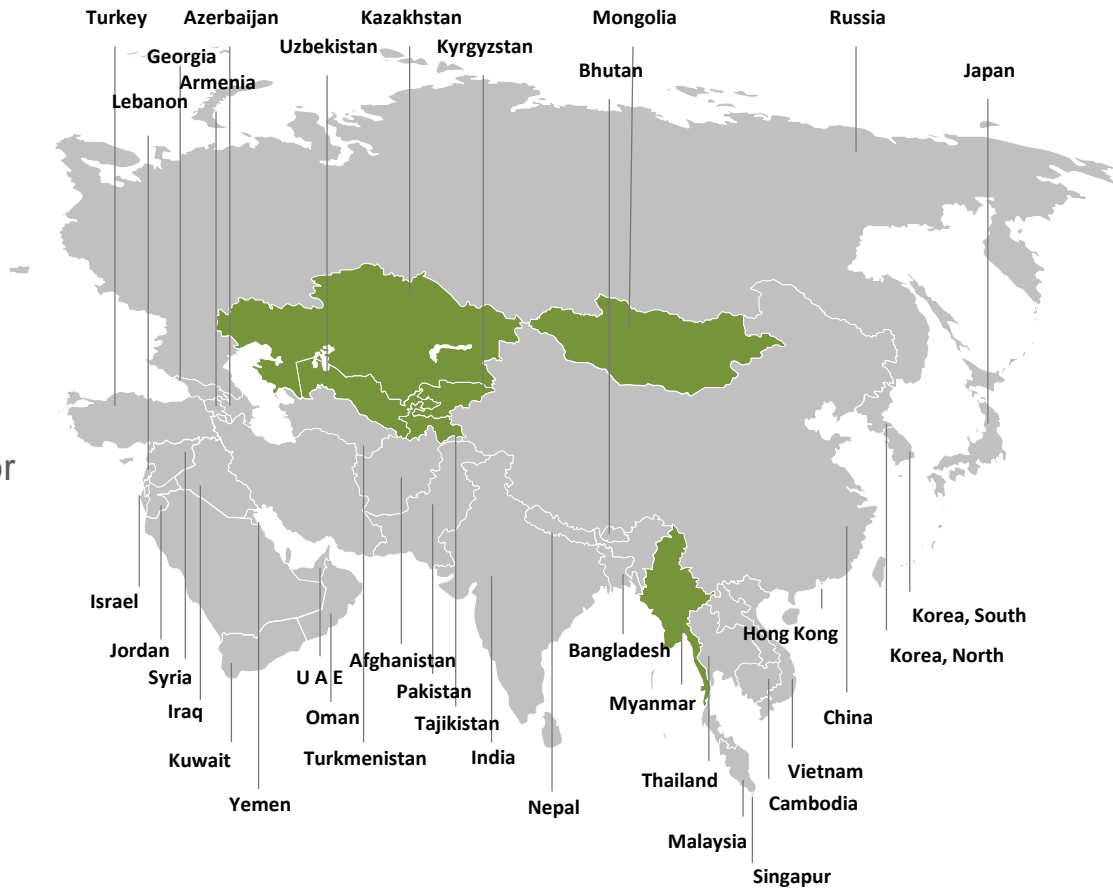 Turkey
Azerbaijan
Kazakhstan
Mongolia
Russia
Georgia
Uzbekistan
Kyrgyzstan
Armenia
Bhutan
Japan
Lebanon
or
Israel
Jordan
Syria
Iraq
Kuwait
Yemen
U A E
Oman
Afghanistan
Pakistan
Tajikistan
Turkmenistan
India
Nepal
Bangladesh
Myanmar
Thailand
Malaysia
Singapur
Hong Kong
Vietnam
Cambodia
China
Korea, South
Korea, North